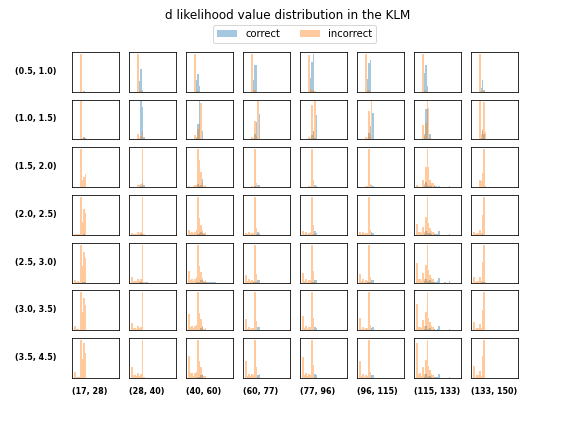 d likelihood value distribution in the KLM
correct incorrect
(0.5, 1.0)
(1.0, 1.5)
(1.5, 2.0)
(2.0, 2.5)
(2.5, 3.0)
(3.0, 3.5)
(3.5, 4.5)
(17, 28) (28, 40) (40, 60) (60, 77) (77, 96) (96, 115) (115, 133) (133, 150)